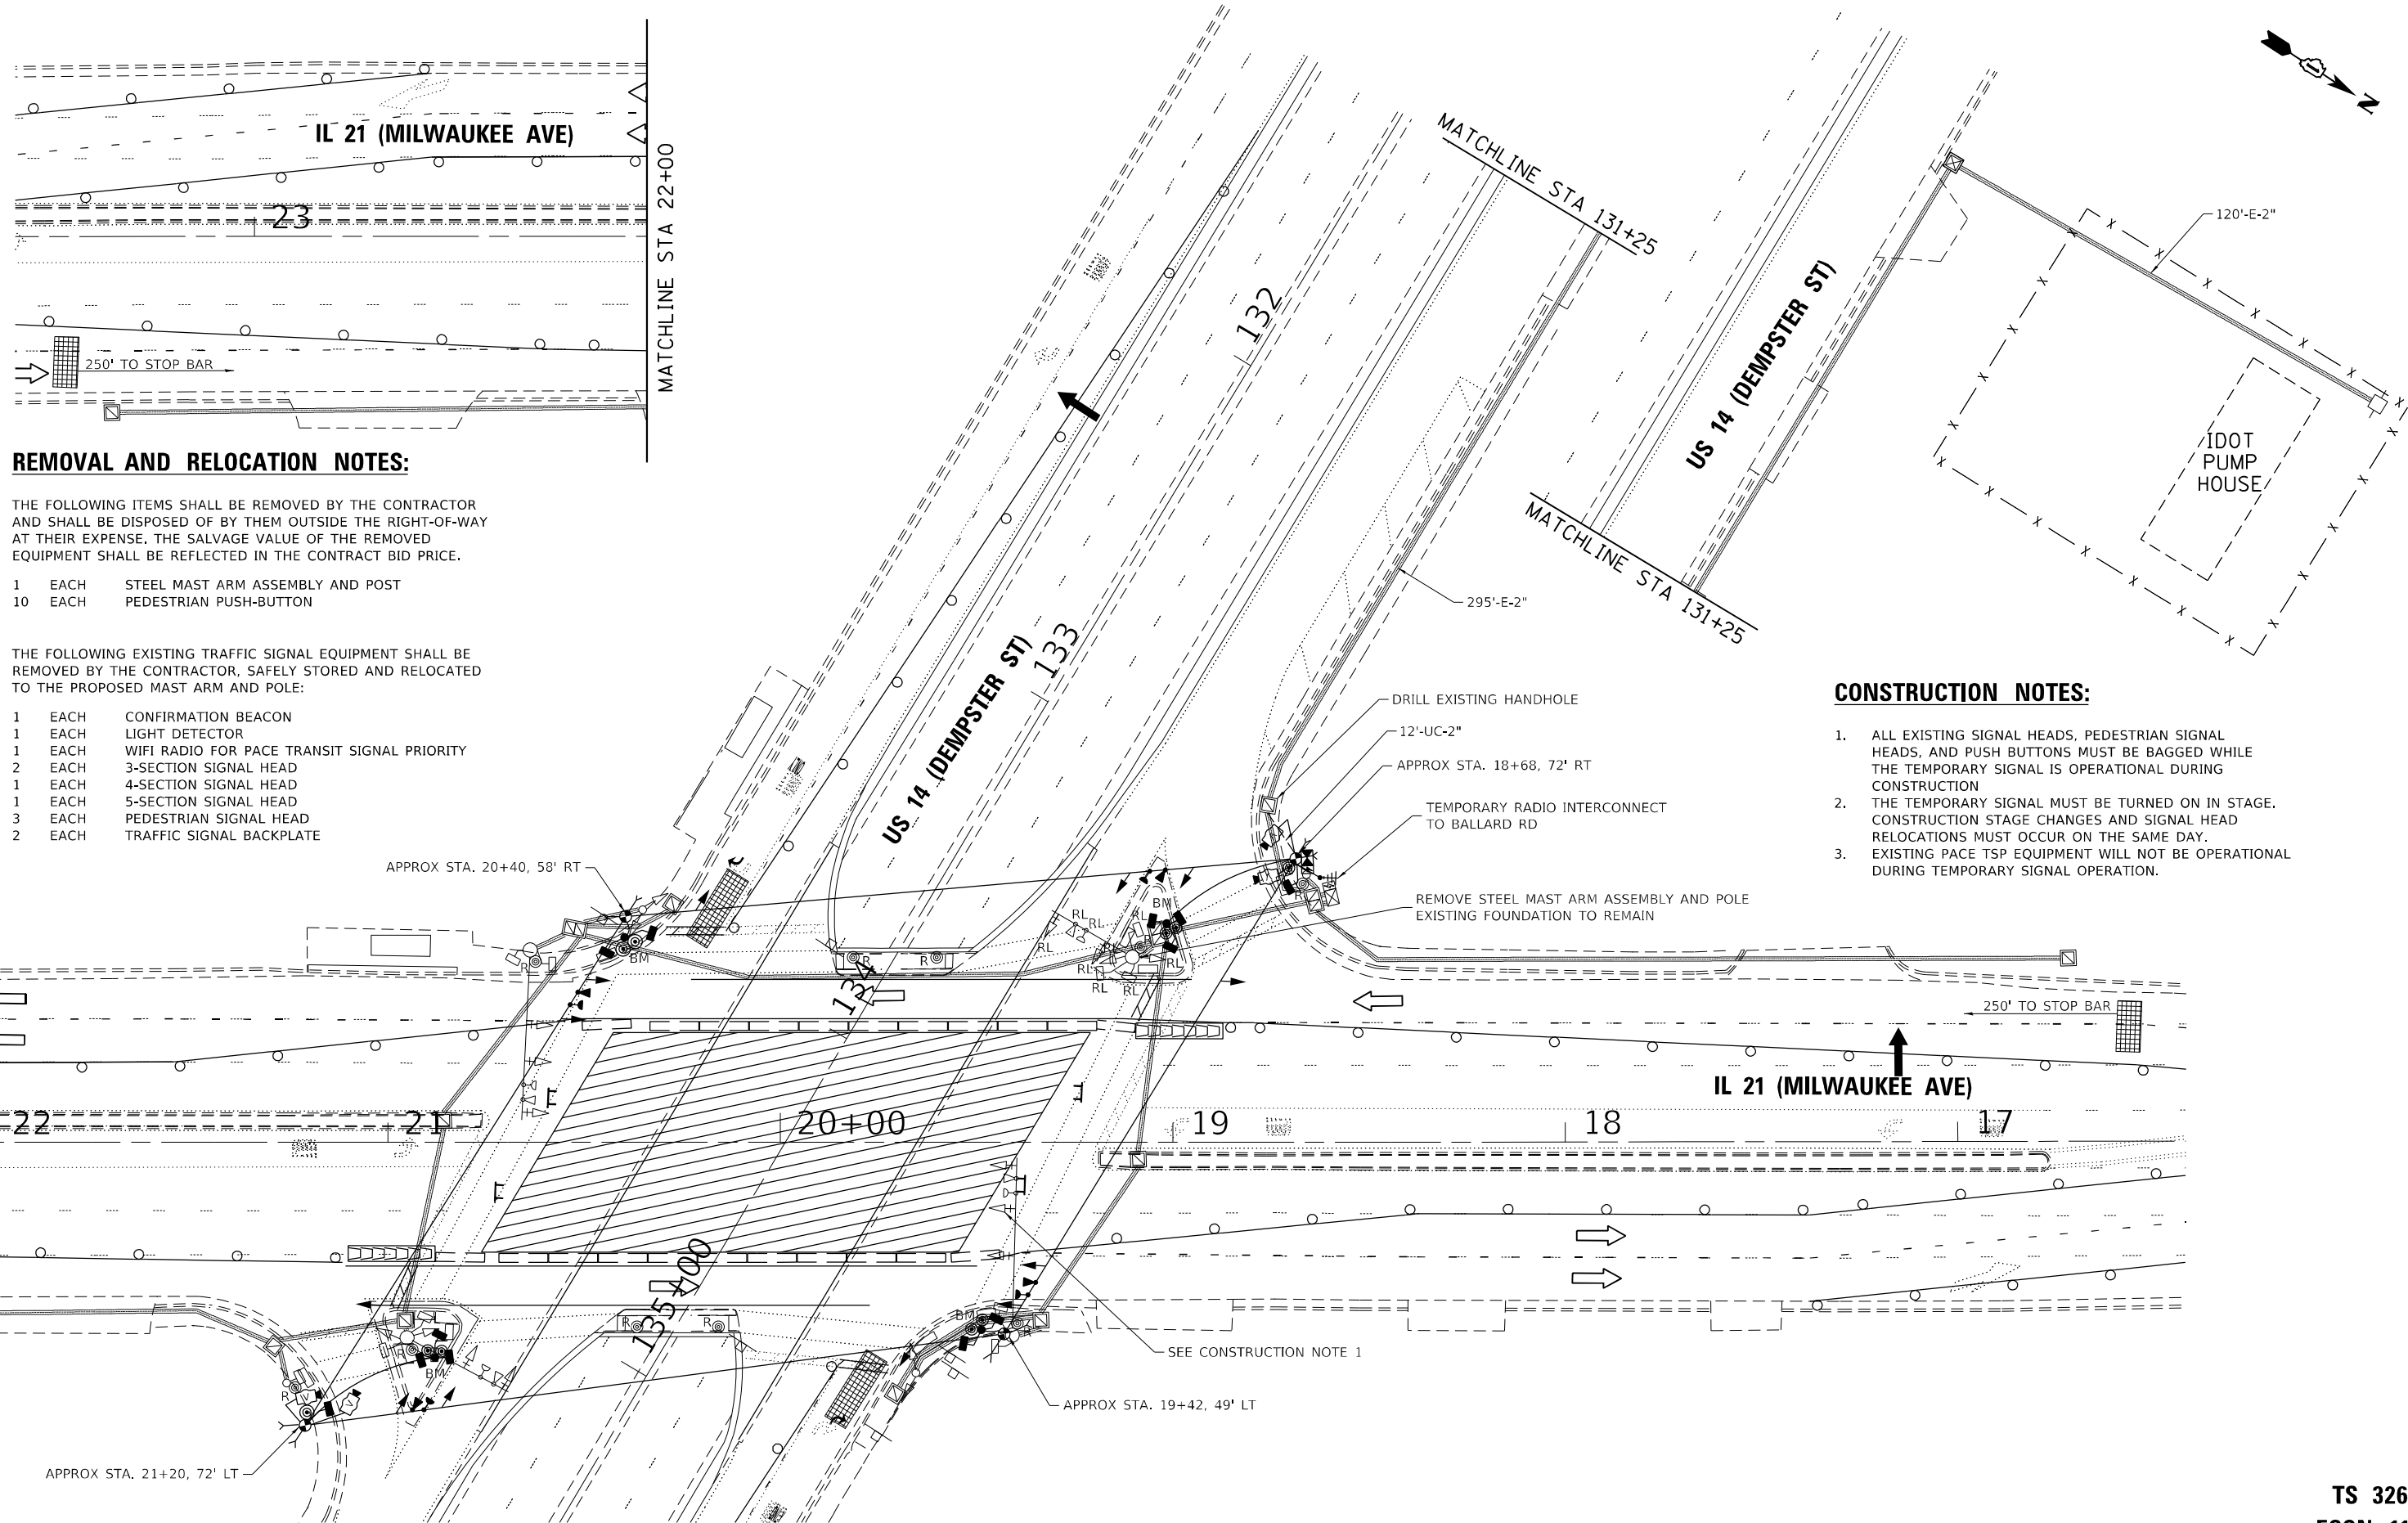 IL 21 (MILWAUKEE AVE)
23
250' TO STOP BAR
MATCHLINE STA 22+00
N
MATCHLINE STA 131+25
US 14 (DEMPSTER ST)
MATCHLINE STA 131+25
120'-E-2"
IDOT
PUMP
HOUSE
132
133
US 14 (DEMPSTER ST)
295'-E-2"
REMOVAL AND RELOCATION NOTES:
THE FOLLOWING ITEMS SHALL BE REMOVED BY THE CONTRACTOR
AND SHALL BE DISPOSED OF BY THEM OUTSIDE THE RIGHT-OF-WAY
AT THEIR EXPENSE. THE SALVAGE VALUE OF THE REMOVED
EQUIPMENT SHALL BE REFLECTED IN THE CONTRACT BID PRICE.
1 EACH STEEL MAST ARM ASSEMBLY AND POST
10 EACH PEDESTRIAN PUSH-BUTTON
THE FOLLOWING EXISTING TRAFFIC SIGNAL EQUIPMENT SHALL BE
REMOVED BY THE CONTRACTOR, SAFELY STORED AND RELOCATED
TO THE PROPOSED MAST ARM AND POLE:
1 EACH CONFIRMATION BEACON
1 EACH LIGHT DETECTOR
1 EACH WIFI RADIO FOR PACE TRANSIT SIGNAL PRIORITY
2 EACH 3-SECTION SIGNAL HEAD
1 EACH 4-SECTION SIGNAL HEAD
1 EACH 5-SECTION SIGNAL HEAD
3 EACH PEDESTRIAN SIGNAL HEAD
2 EACH TRAFFIC SIGNAL BACKPLATE
CONSTRUCTION NOTES:
1. ALL EXISTING SIGNAL HEADS, PEDESTRIAN SIGNAL
HEADS, AND PUSH BUTTONS MUST BE BAGGED WHILE
THE TEMPORARY SIGNAL IS OPERATIONAL DURING
CONSTRUCTION
2. THE TEMPORARY SIGNAL MUST BE TURNED ON IN STAGE.
CONSTRUCTION STAGE CHANGES AND SIGNAL HEAD
RELOCATIONS MUST OCCUR ON THE SAME DAY.
3. EXISTING PACE TSP EQUIPMENT WILL NOT BE OPERATIONAL
DURING TEMPORARY SIGNAL OPERATION.
DRILL EXISTING HANDHOLE
12'-UC-2"
APPROX STA. 18+68, 72' RT
TEMPORARY RADIO INTERCONNECT
TO BALLARD RD
REMOVE STEEL MAST ARM ASSEMBLY AND POLE
EXISTING FOUNDATION TO REMAIN
APPROX STA. 20+40, 58' RT
R
BM
R
R
RL
RL
RL
RL
RL
RL
RL
RL
BM
R
R
134
250' TO STOP BAR
IL 21 (MILWAUKEE AVE)
22
21
20+00
19
18
17
135+00
R
R
R
BM
R
V
V
BM
R
SEE CONSTRUCTION NOTE 1
APPROX STA. 19+42, 49' LT
APPROX STA. 21+20, 72' LT
TS 326